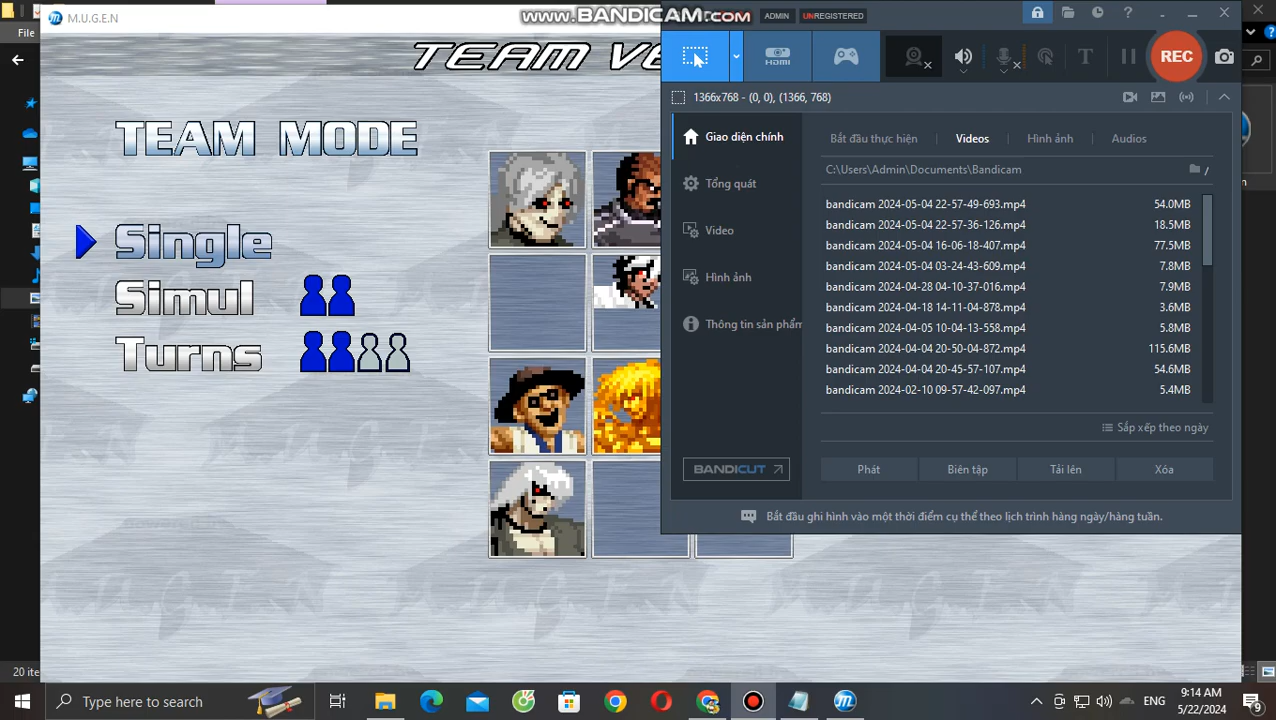 M.U.G.E.N
www.BANDICAM.com
ADMIN
UNREGISTERED
File
TEAM VE
HDMI
REC
1366x768 - (0, 0), (1366, 768)
TEAM MODE
Single
Simul
Turns
Giao diện chính
Tổng quát
Video
Hình ảnh
Thông tin sản phẩm
BANDICUT
Bắt đầu thực hiện
Videos
Hình ảnh
Audios
C:\Users\Admin\Documents\Bandicam
bandicam 2024-05-04 22-57-49-693.mp4 54.0MB
bandicam 2024-05-04 22-57-36-126.mp4 18.5MB
bandicam 2024-05-04 16-06-18-407.mp4 77.5MB
bandicam 2024-05-04 03-24-43-609.mp4 7.8MB
bandicam 2024-04-28 04-10-37-016.mp4 7.9MB
bandicam 2024-04-18 14-11-04-878.mp4 3.6MB
bandicam 2024-04-05 10-04-13-558.mp4 5.8MB
bandicam 2024-04-04 20-50-04-872.mp4 115.6MB
bandicam 2024-04-04 20-45-57-107.mp4 54.6MB
bandicam 2024-02-10 09-57-42-097.mp4 5.4MB
Sắp xếp theo ngày
Phát
Biên tập
Tải lên
Xóa
Bắt đầu ghi hình vào một thời điểm cụ thể theo lịch trình hàng ngày/hàng tuần.
20 ite
Type here to search
ENG
9:14 AM
5/22/2024
9